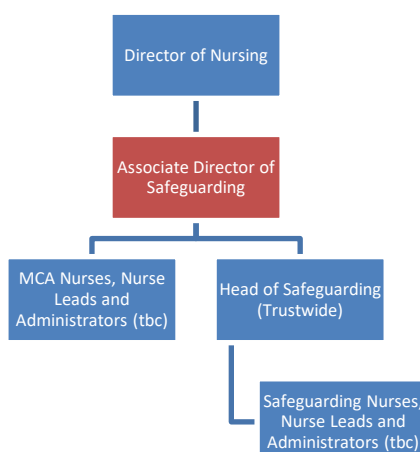 Director of Nursing
Associate Director of
Safeguarding
MCA Nurses, Nurse
Leads and
Administrators (tbc)
Head of Safeguarding
(Trustwide)
Safeguarding Nurses,
Nurse Leads and
Administrators (tbc)